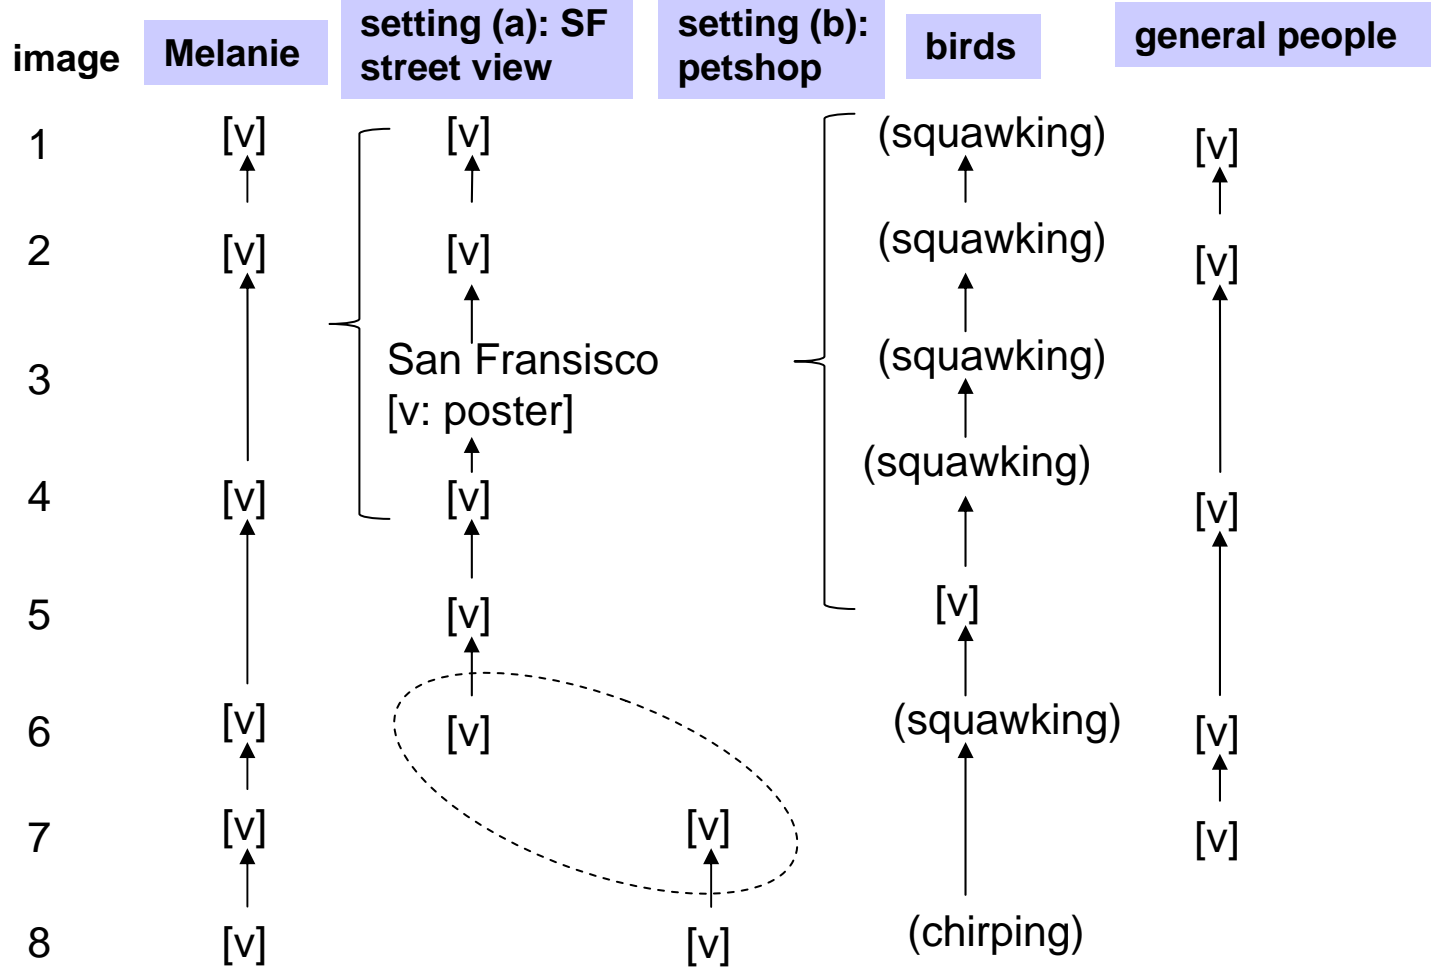 image Melanie setting (a): SF street view setting (b): petshop birds general people
1 [v] [v] (squawking) [v]
2 [v] [v] (squawking) [v]
3 San Fransisco [v: poster] (squawking)
4 [v] [v] (squawking) [v]
5 [v] [v]
6 [v] [v] (squawking) [v]
7 [v] [v] [v]
8 [v] [v] (chirping)